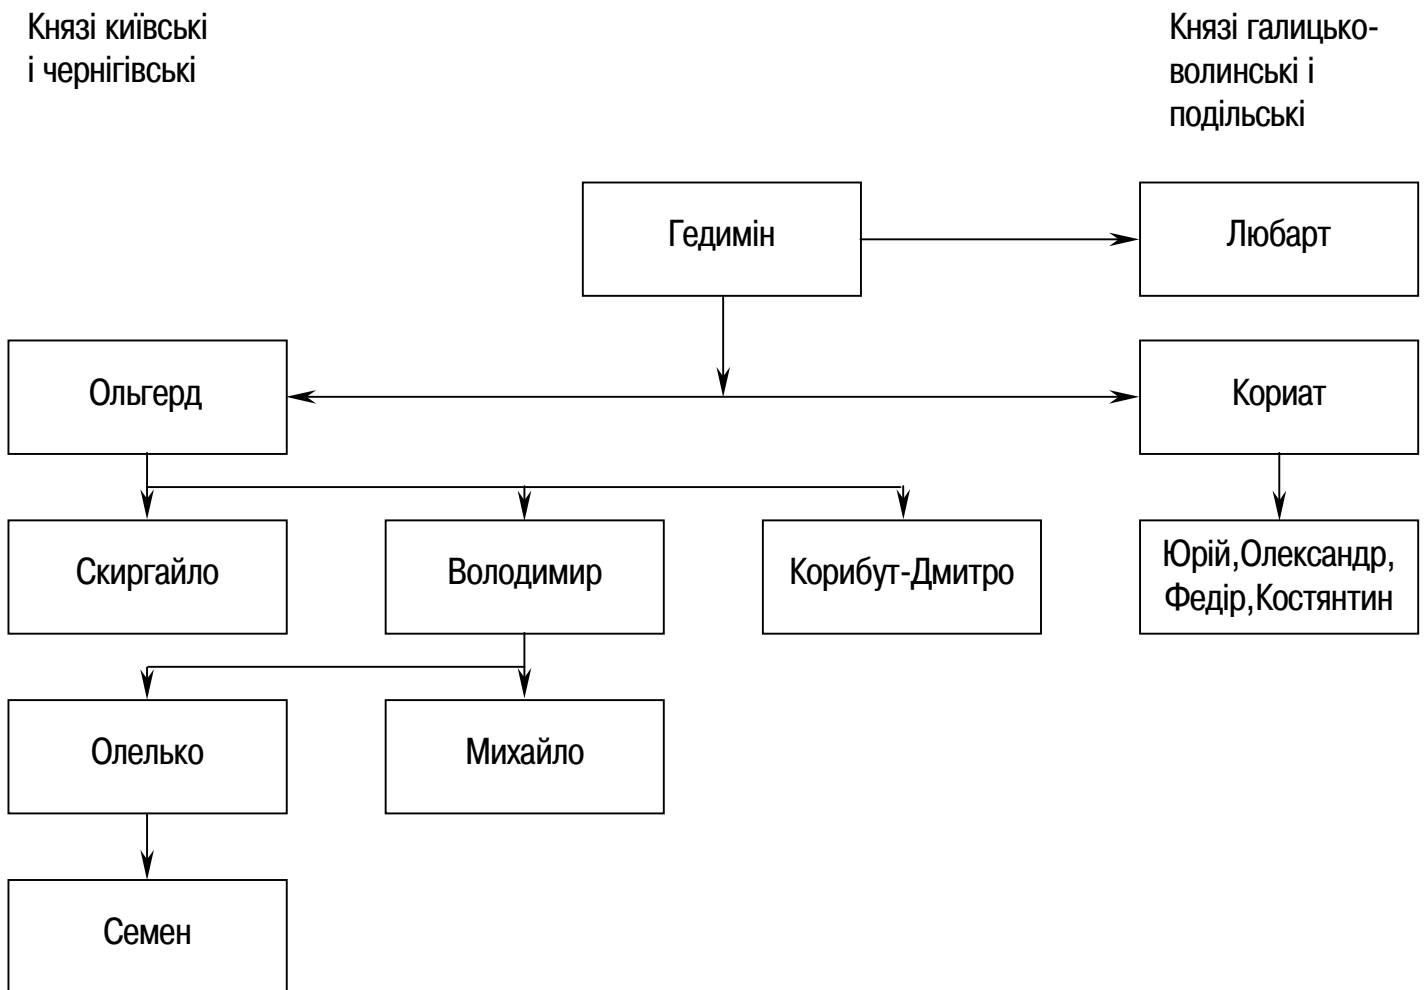 Князі київські
і чернігівські
Князі галицько-
волинські і
подільські
Гедимін
Любарт
Ольгерд
Кориат
Скиргайло
Володимир
Корибут-Дмитро
Юрій,Олександр,
Федір,Костянтин
Олелько
Михайло
Семен